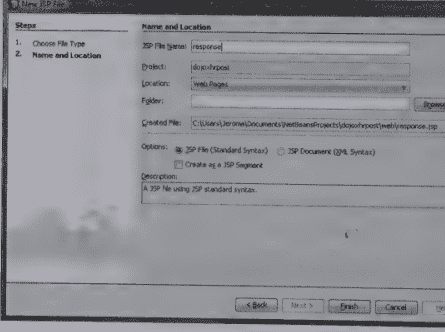 New JSP File
Steps
1. Choose File Type
2. Name and Location
Name and Location
JSP File Name: response
Project: dojoxhrpost
Location: Web Pages
Folder:
Browse
Created File: C:\Users\Jerome\Documents\NetBeansProjects\dojoxhrpost\web\response.jsp
Options: JSP File (Standard Syntax) JSP Document (XML Syntax)
Create as a JSP Segment
Description:
A JSP file using JSP standard syntax.
< Back Next > Finish Cancel